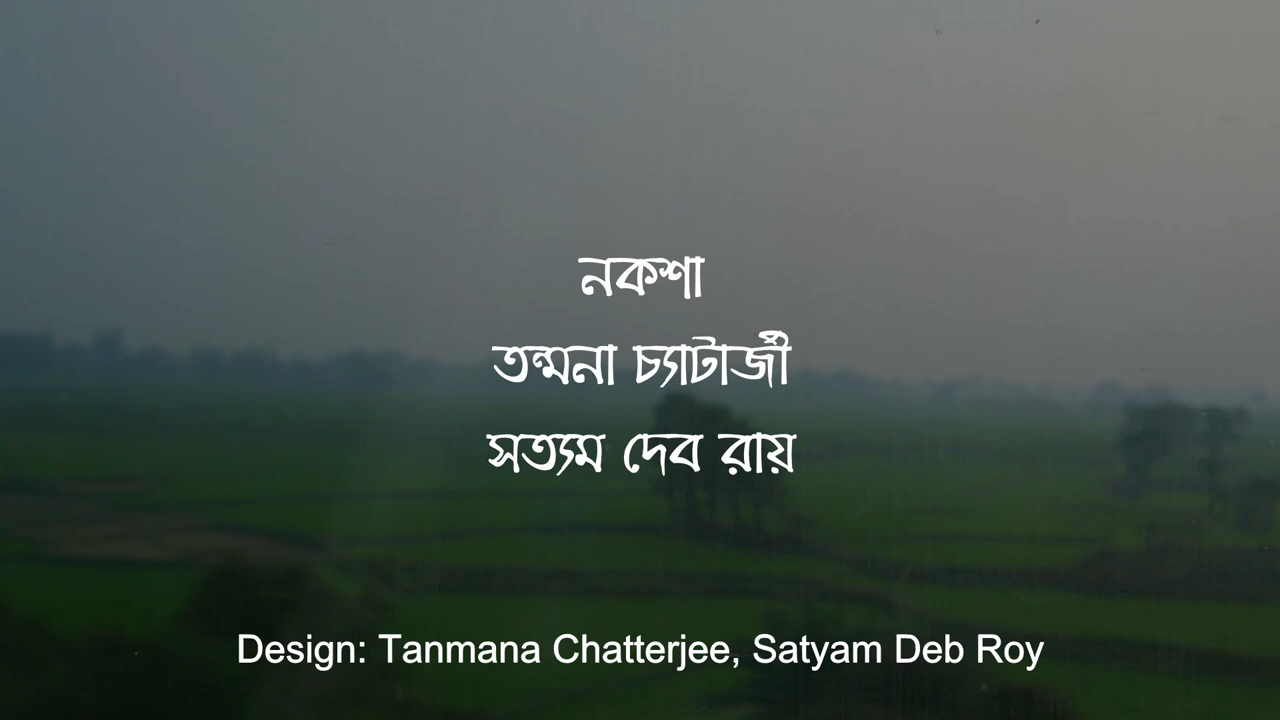 নকশা
তন্মনা চ্যাটার্জী
সত্যম দেব রায়
Design: Tanmana Chatterjee, Satyam Deb Roy